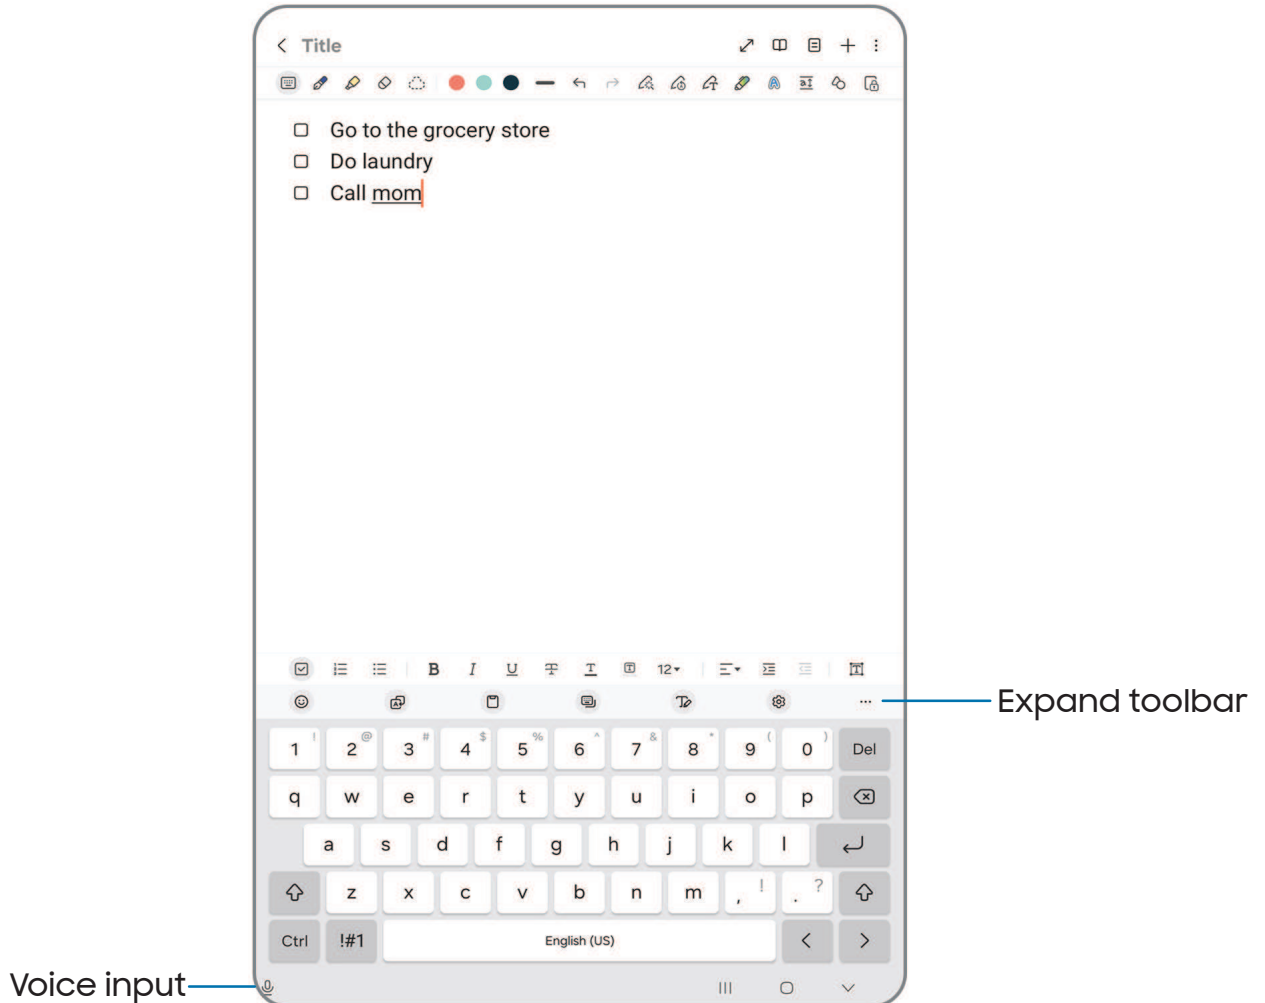 Title
Go to the grocery store
Do laundry
Call mom
B I U T T T 12
Expand toolbar
1 ! 2 @ 3 # 4 $ 5 % 6 ^ 7 & 8 * 9 ( 0 ) Del
q w e r t y u i o p
a s d f g h j k l
z x c v b n m , ! . ?
Ctrl !#1 English (US) < >
Voice input